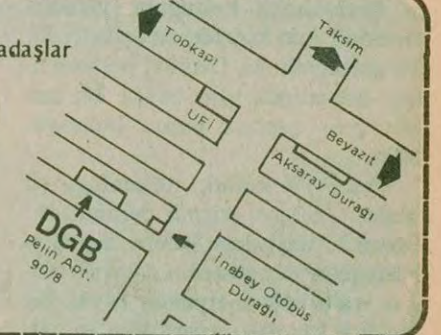 adaşlar
Topkapı
Taksim
UFİ
Beyazıt
Aksaray Durağı
DGB
Pelin Apt.
90/8
İnebey Otobüs
Durağı,